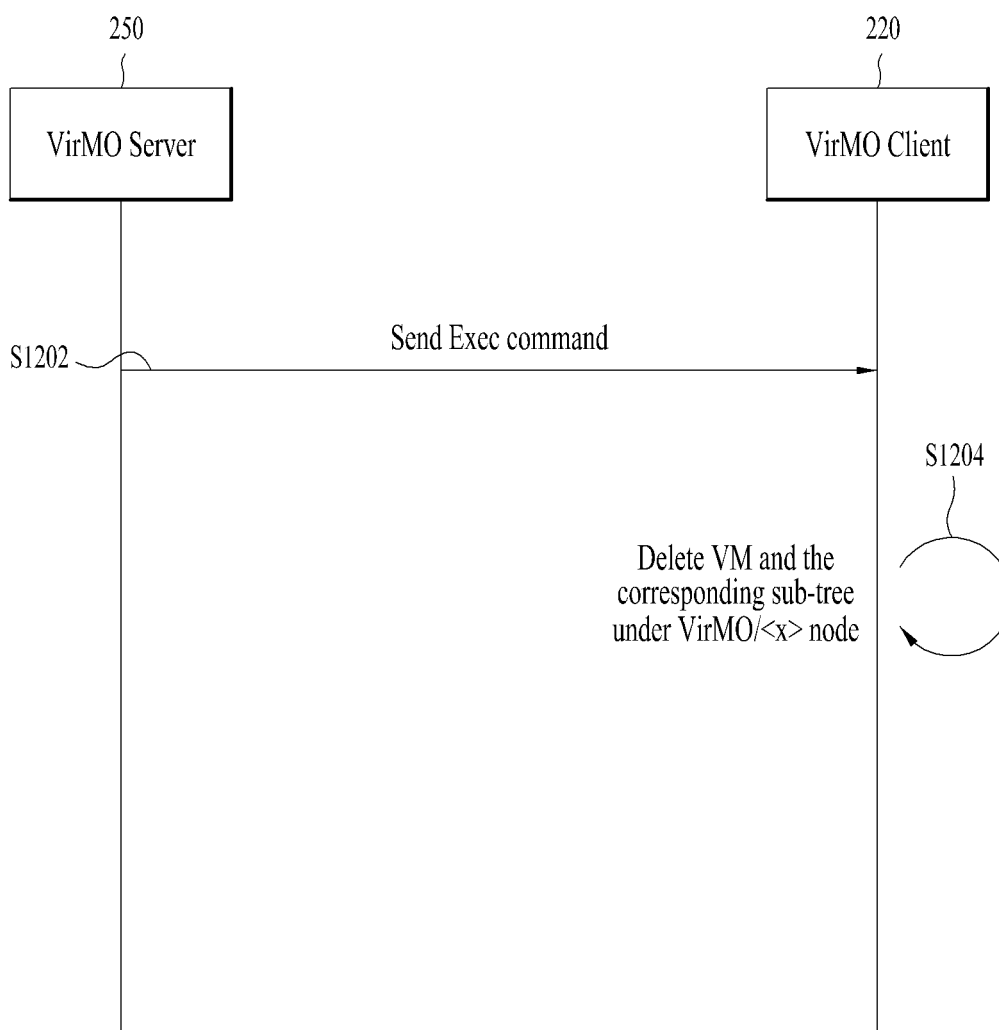 250
220
VirMO Server
VirMO Client
Send Exec command
S1202
S1204
Delete VM and the
corresponding sub-tree
under VirMO/<x> node